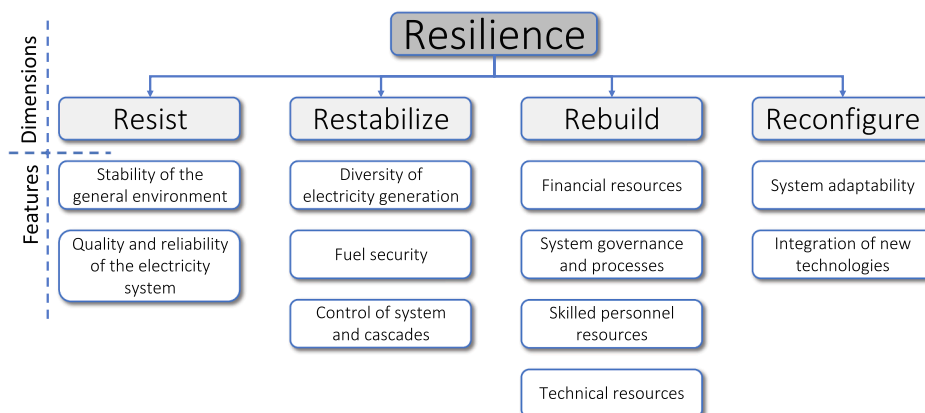 Resilience
Dimensions
Resist
Restabilize
Rebuild
Reconfigure
Features
Stability of the
general environment
Quality and reliability
of the electricity
system
Diversity of
electricity generation
Fuel security
Control of system
and cascades
Financial resources
System governance
and processes
Skilled personnel
resources
Technical resources
System adaptability
Integration of new
technologies